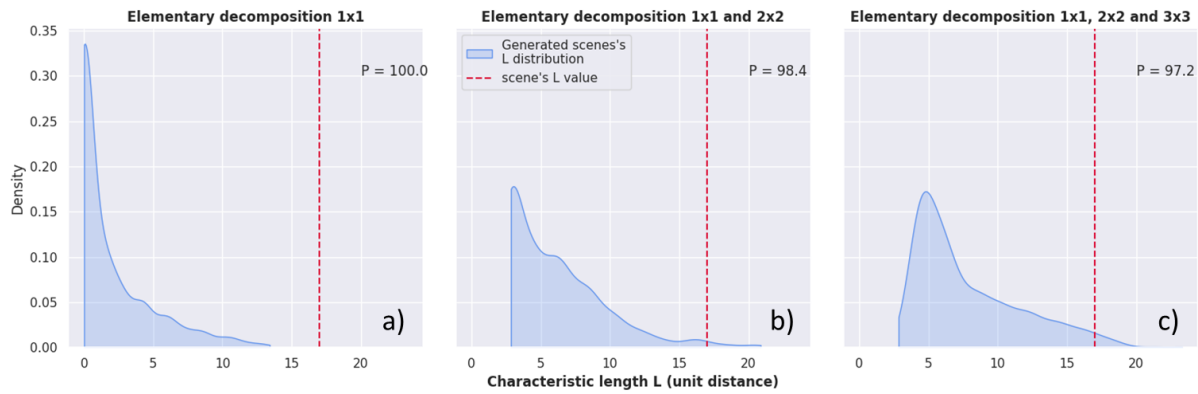 Elementary decomposition 1x1
Elementary decomposition 1x1 and 2x2
Elementary decomposition 1x1, 2x2 and 3x3
0.35
0.30
0.25
0.20
0.15
0.10
0.05
0.00
Density
P = 100.0
a)
0
5
10
15
20
Generated scenes's
L distribution
scene's L value
P = 98.4
b)
0
5
10
15
20
P = 97.2
c)
0
5
10
15
20
Characteristic length L (unit distance)